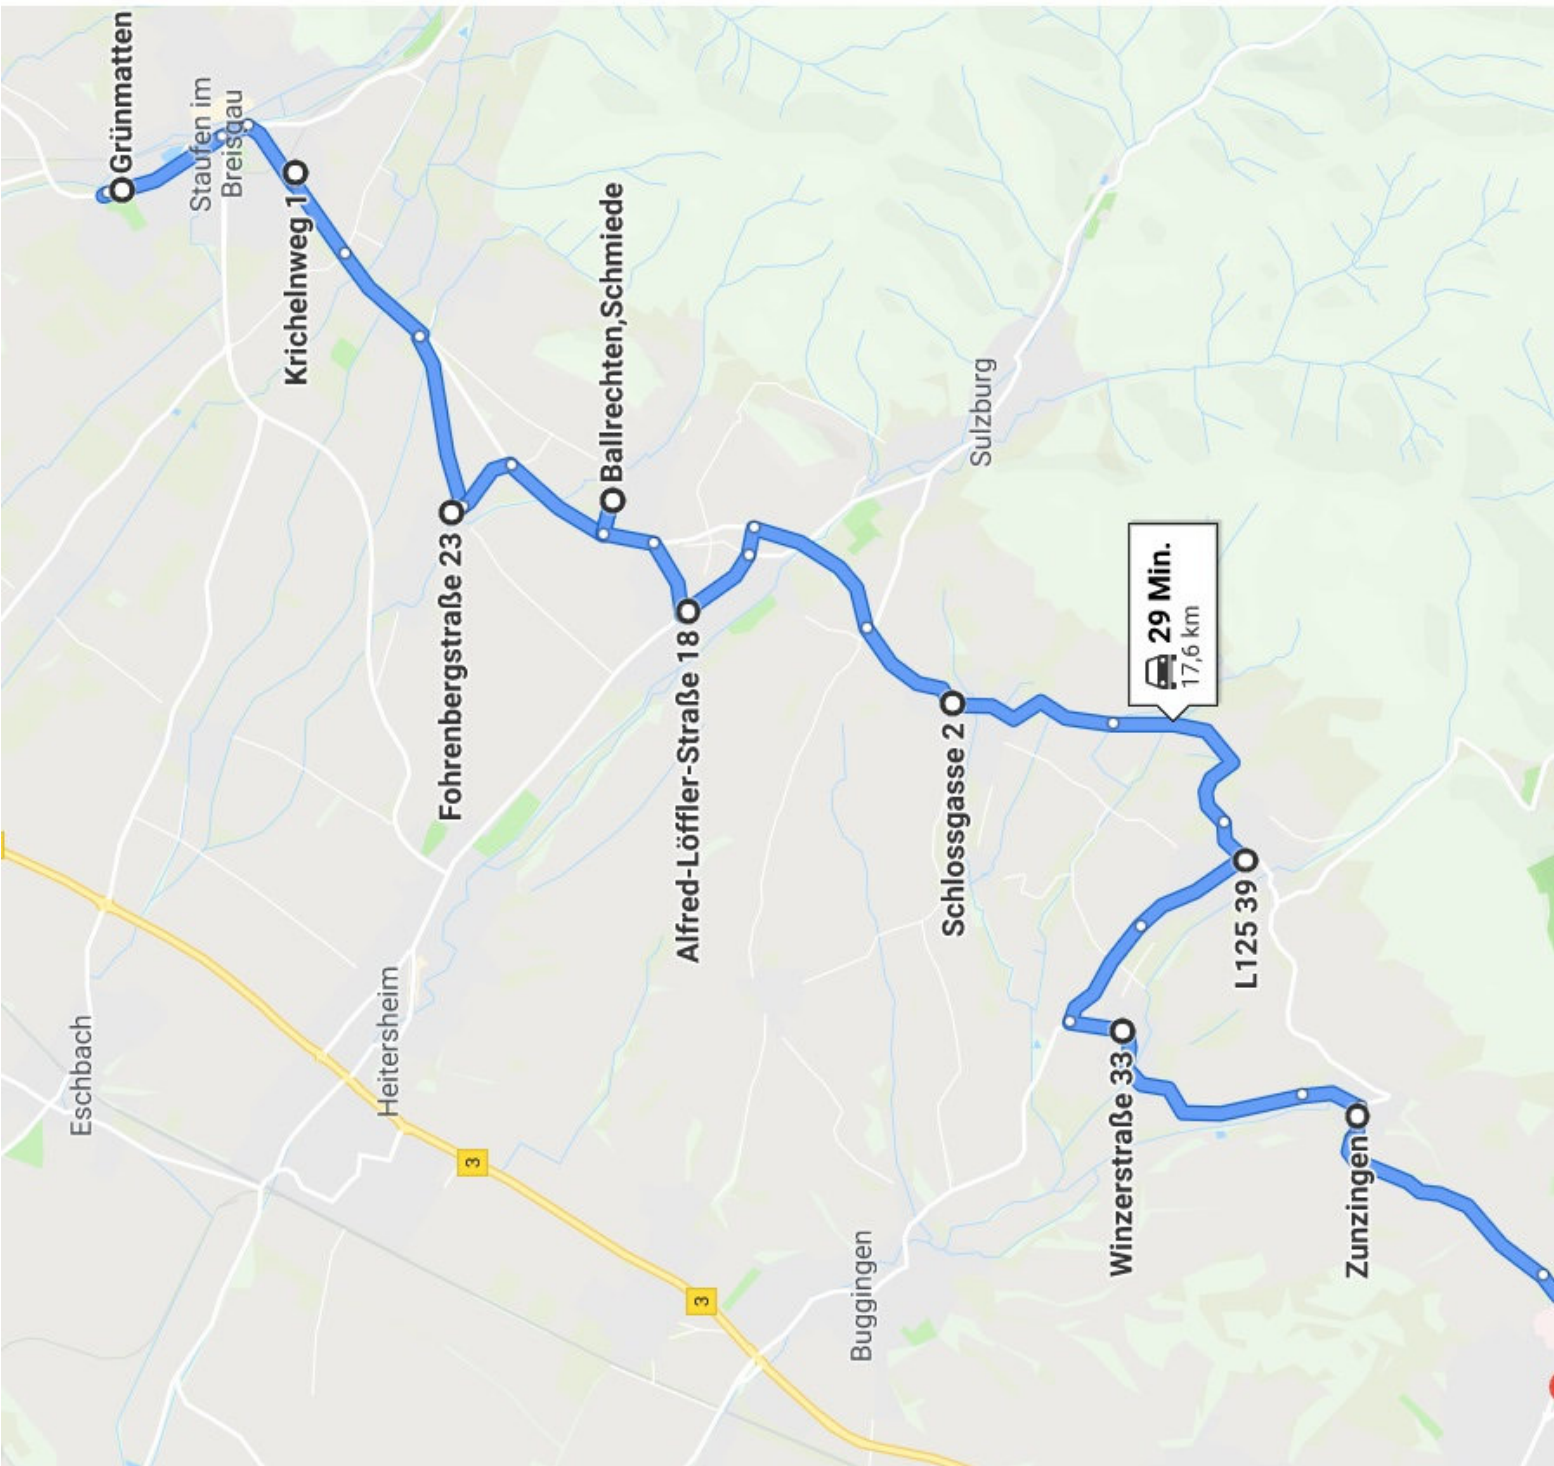 Grünmatten
Staufen im
Breisgau
Krichelnweg 1
Ballrechten,Schmiede
Fohrenbergstraße 23
Sulzburg
Alfred-Löffler-Straße 18
29 Min.
17,6 km
Schlossgasse 2
L125 39
Eschbach
Heitersheim
3
Winzerstraße 33
Zunzingen
3
Buggingen